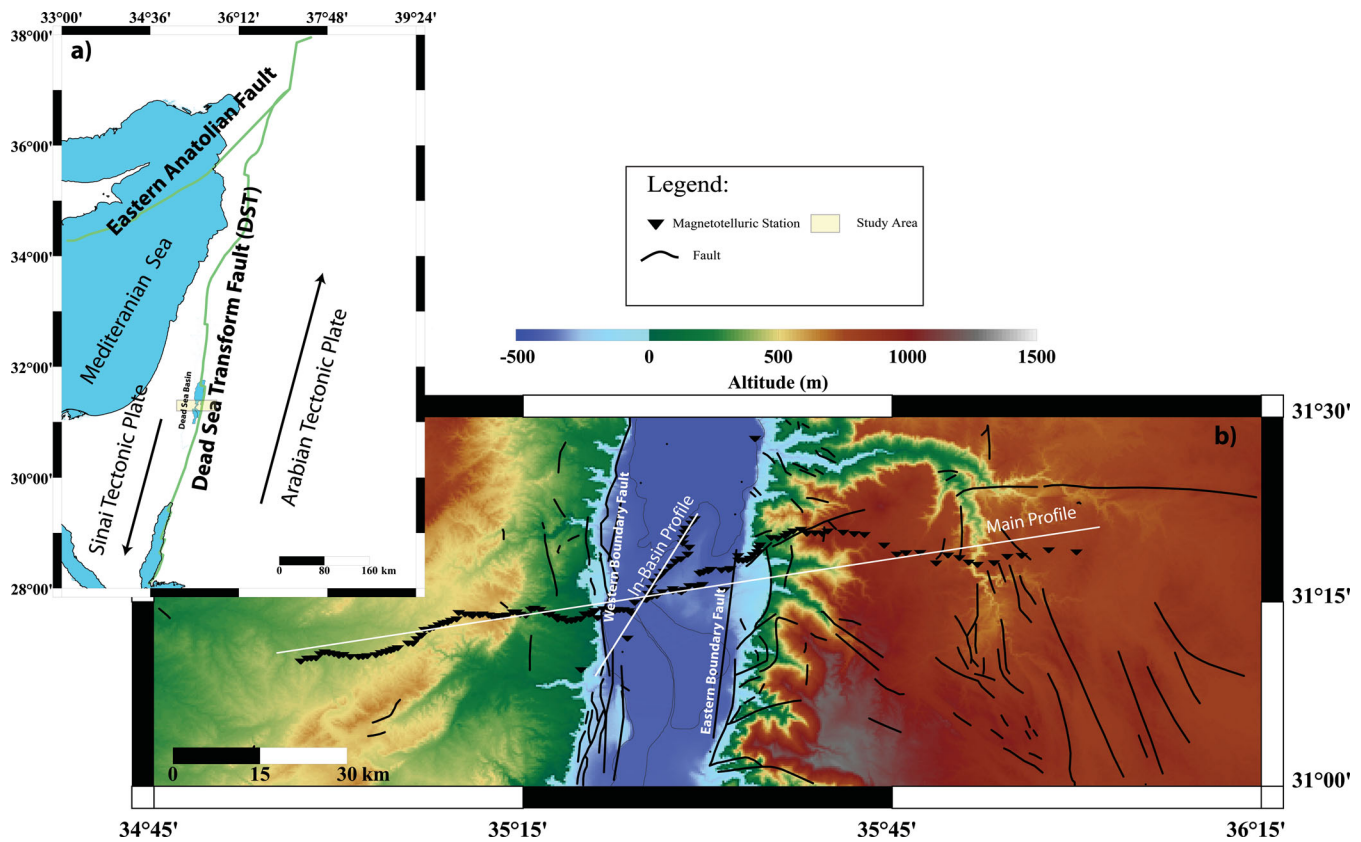 33°00' 34°36' 36°12' 37°48' 39°24'
38°00'
a)
36°00'
34°00'
32°00'
30°00'
28°00'
Eastern Anatolian Fault
Mediteranian Sea
Dead Sea Transform Fault (DST)
Dead Sea Basin
Sinai Tectonic Plate
Arabian Tectonic Plate
0 80 160 km
Legend:
Magnetotelluric Station Study Area
Fault
-500 0 500 1000 1500
Altitude (m)
b)
31°30'
31°15'
31°00'
Western Boundary Fault
In-Basin Profile
Eastern Boundary Fault
Main Profile
0 15 30 km
34°45' 35°15' 35°45' 36°15'